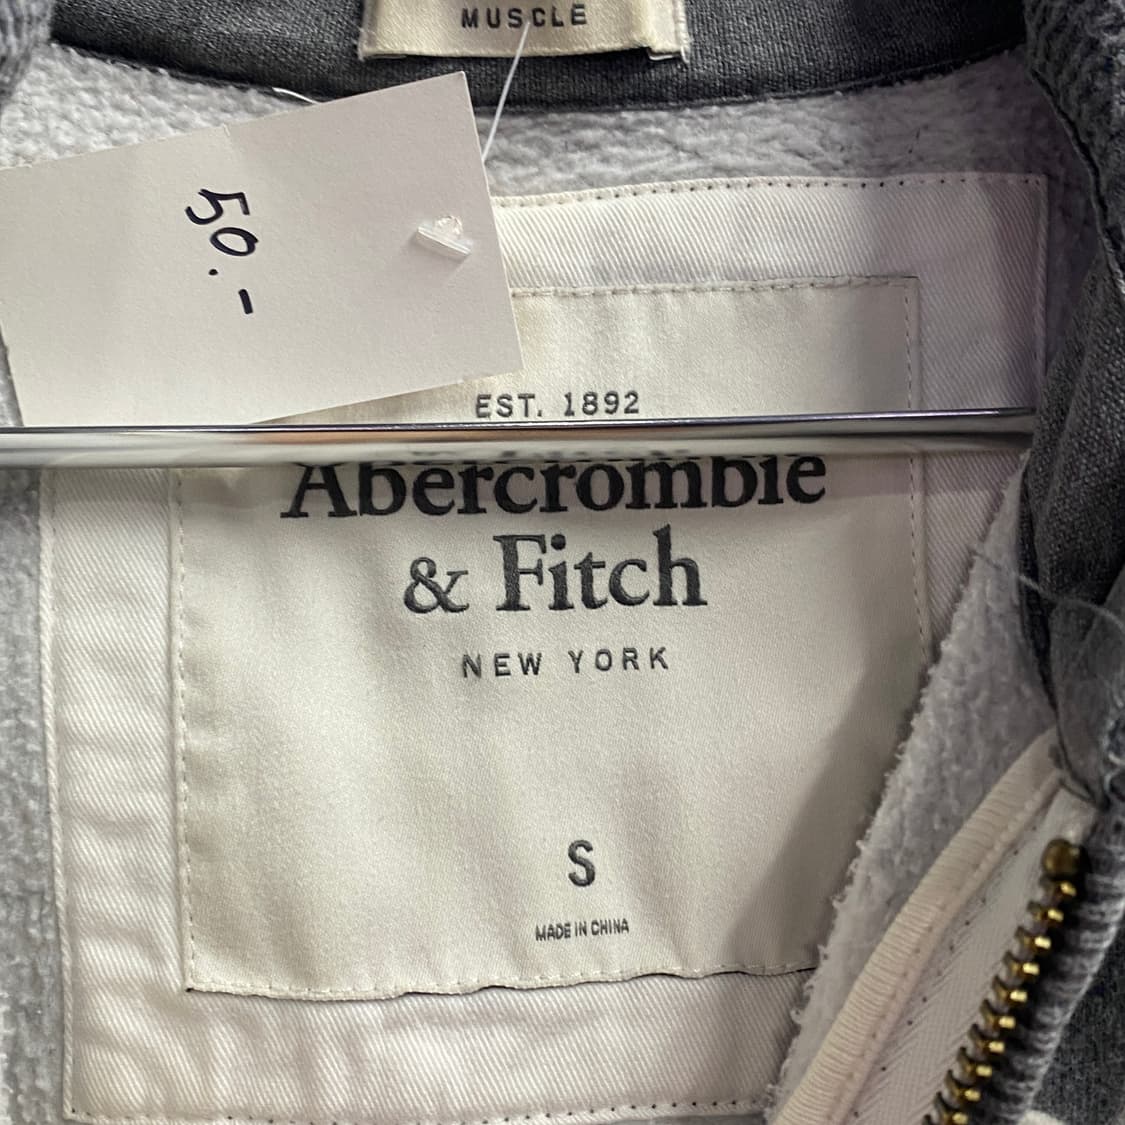 MUSCLE
50.-
EST. 1892
Abercrombie
& Fitch
NEW YORK
S
MADE IN CHINA